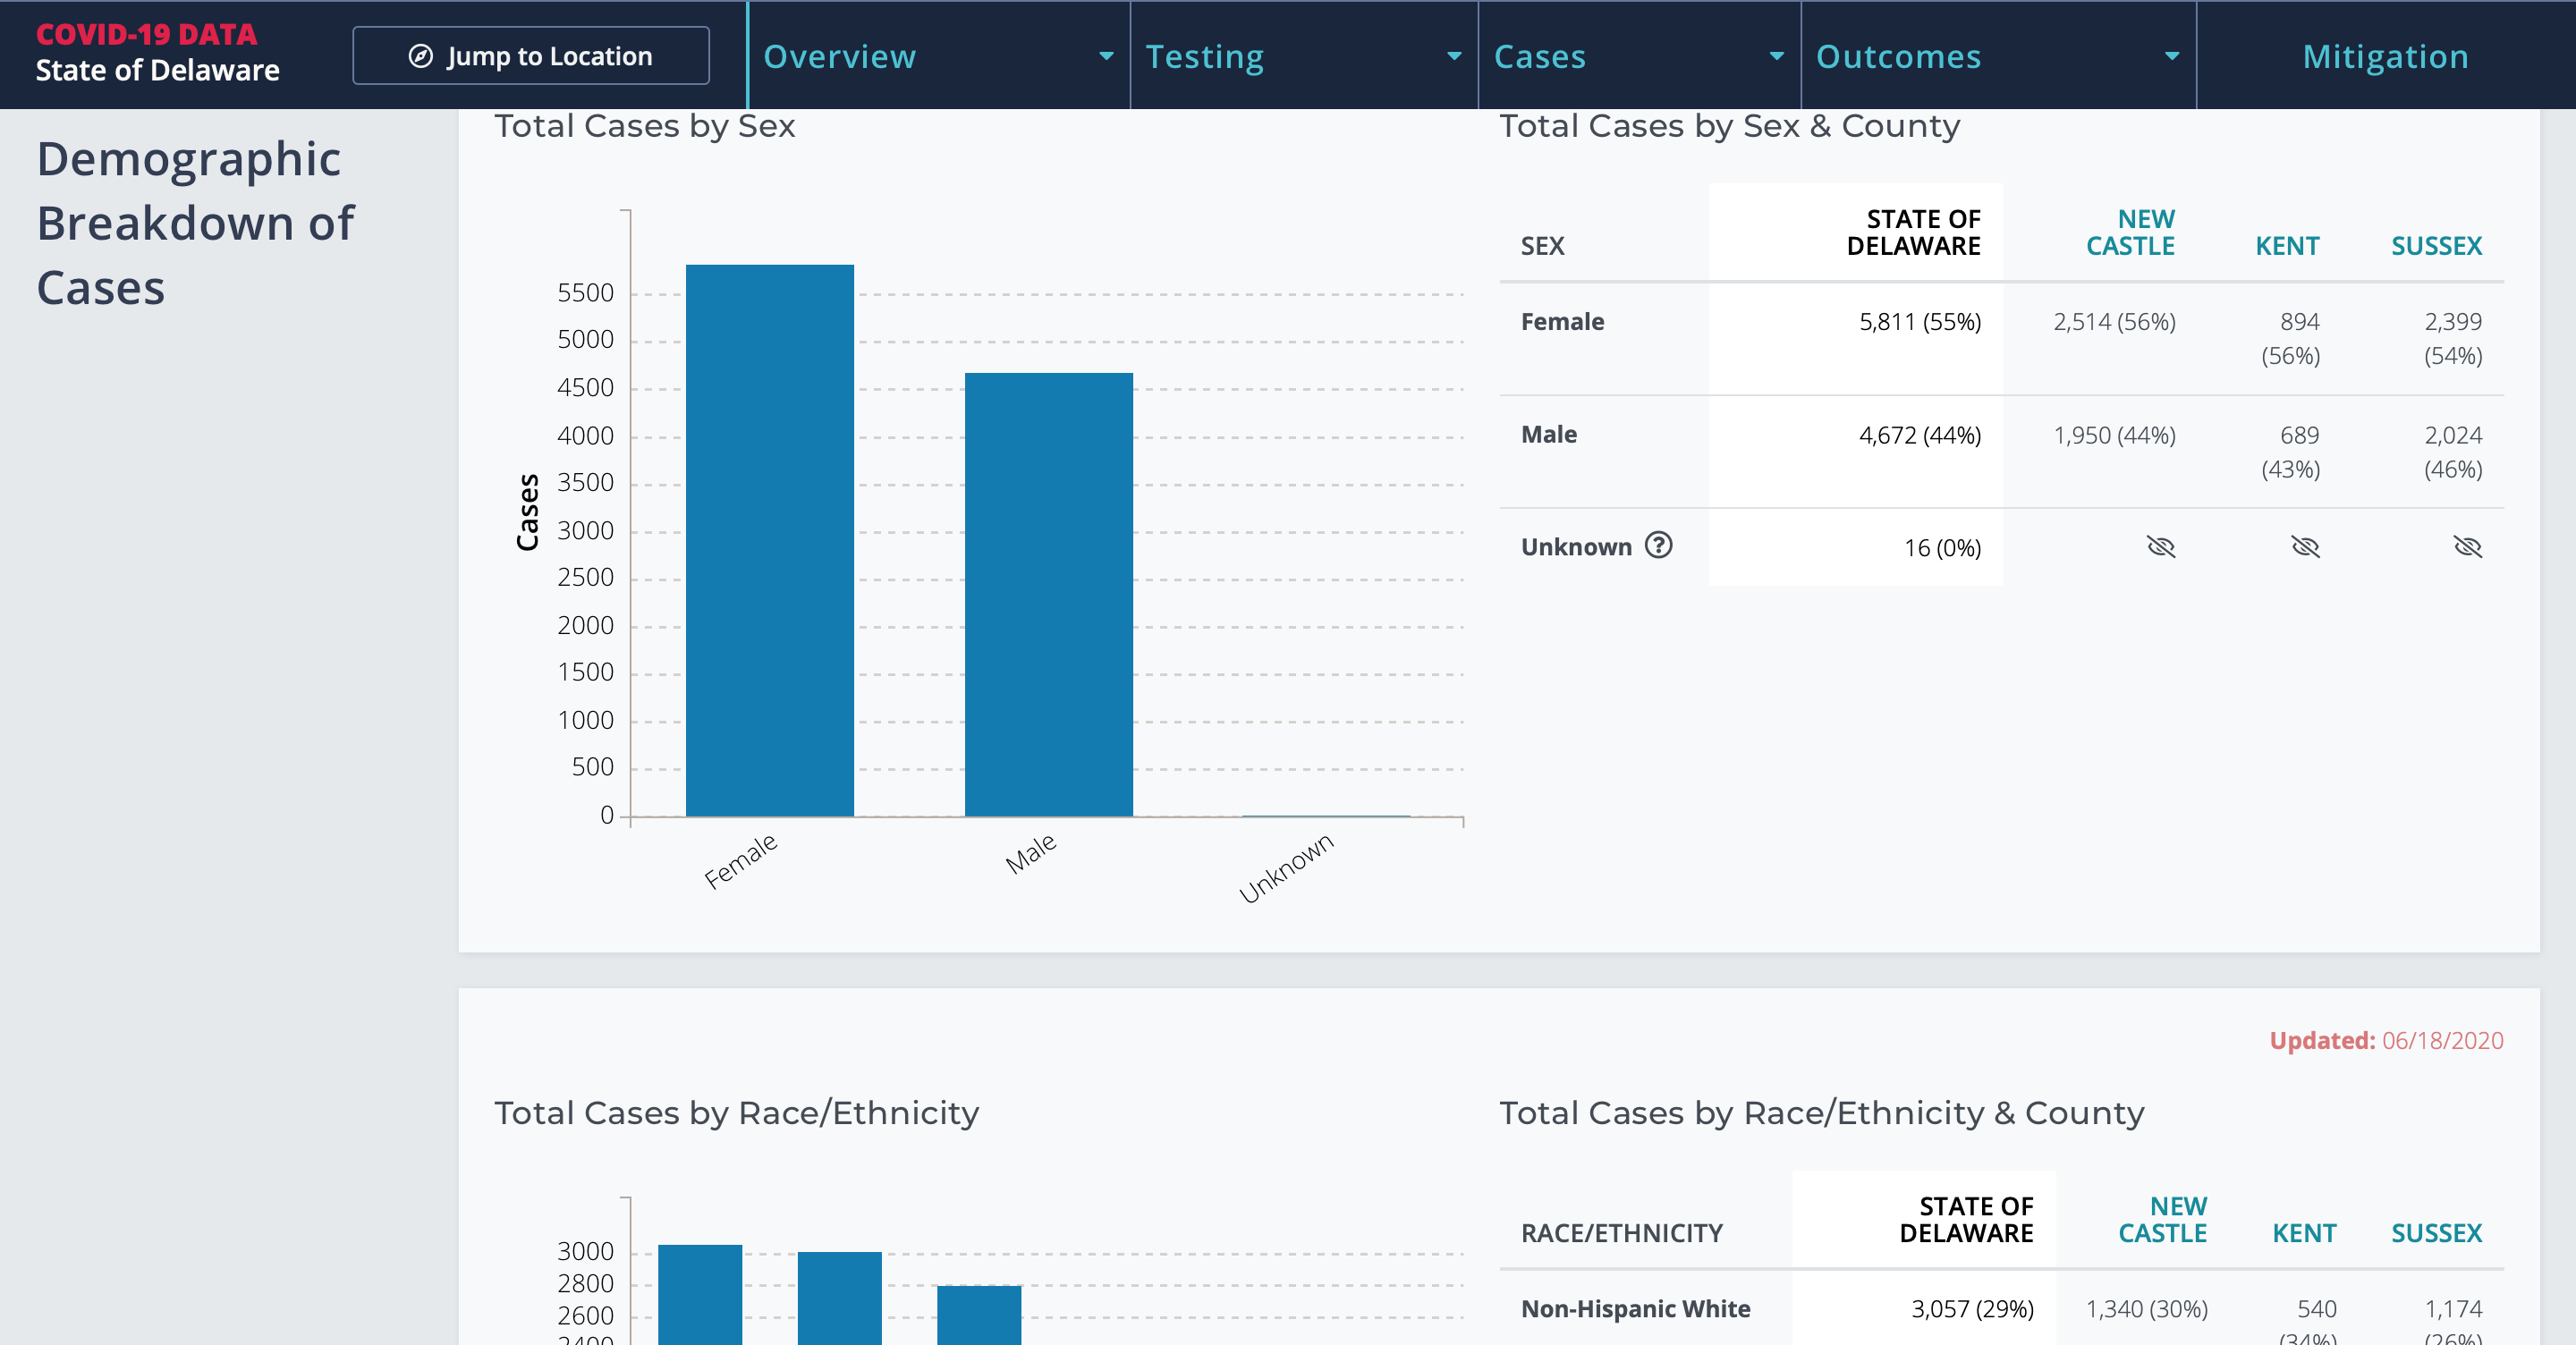 COVID-19 DATA
State of Delaware
Jump to Location
Overview
Testing
Cases
Outcomes
Mitigation
Demographic
Breakdown of
Cases
Total Cases by Sex
Cases
5500
5000
4500
4000
3500
3000
2500
2000
1500
1000
500
0
Female
Male
Unknown
Total Cases by Sex & County
SEX STATE OF DELAWARE NEW CASTLE KENT SUSSEX
Female 5,811 (55%) 2,514 (56%) 894 2,399
(56%) (54%)
Male 4,672 (44%) 1,950 (44%) 689 2,024
(43%) (46%)
Unknown ? 16 (0%)
Updated: 06/18/2020
Total Cases by Race/Ethnicity
3000
2800
2600
2400
Total Cases by Race/Ethnicity & County
RACE/ETHNICITY STATE OF DELAWARE NEW CASTLE KENT SUSSEX
Non-Hispanic White 3,057 (29%) 1,340 (30%) 540 1,174
(34%) (26%)